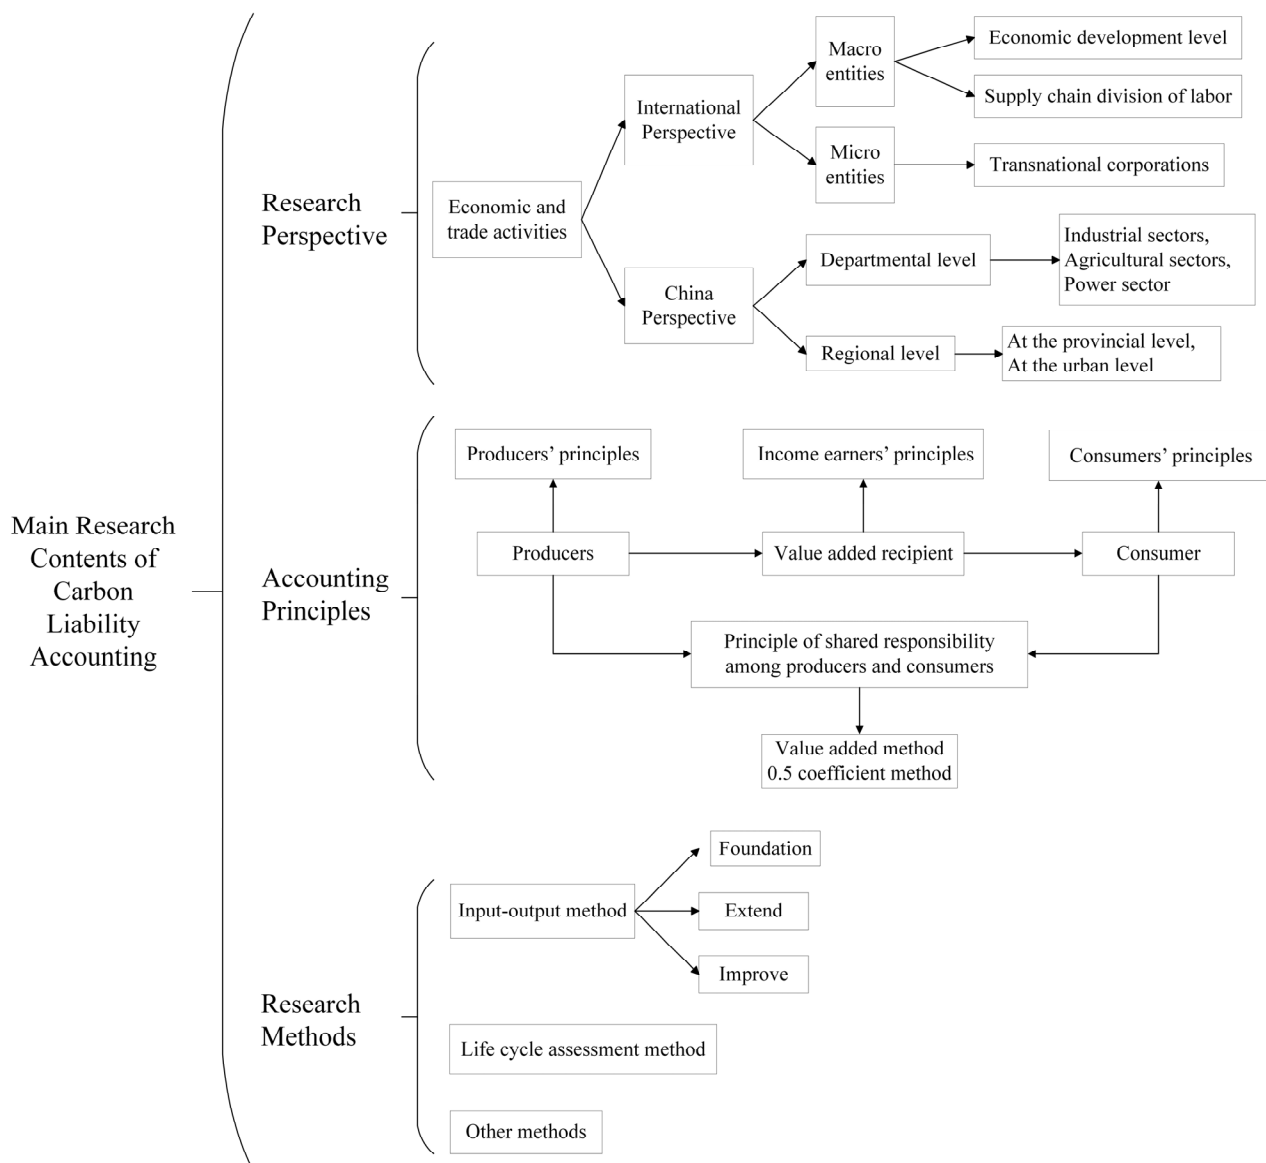 Main Research
Contents of
Carbon
Liability
Accounting
Research
Perspective
Economic and
trade activities
International
Perspective
Macro
entities
Economic development level
Supply chain division of labor
Micro
entities
Transnational corporations
China
Perspective
Departmental level
Industrial sectors,
Agricultural sectors,
Power sector
Regional level
At the provincial level,
At the urban level
Accounting
Principles
Producers’ principles
Income earners’ principles
Consumers’ principles
Producers
Value added recipient
Consumer
Principle of shared responsibility
among producers and consumers
Value added method
0.5 coefficient method
Research
Methods
Input-output method
Foundation
Extend
Improve
Life cycle assessment method
Other methods